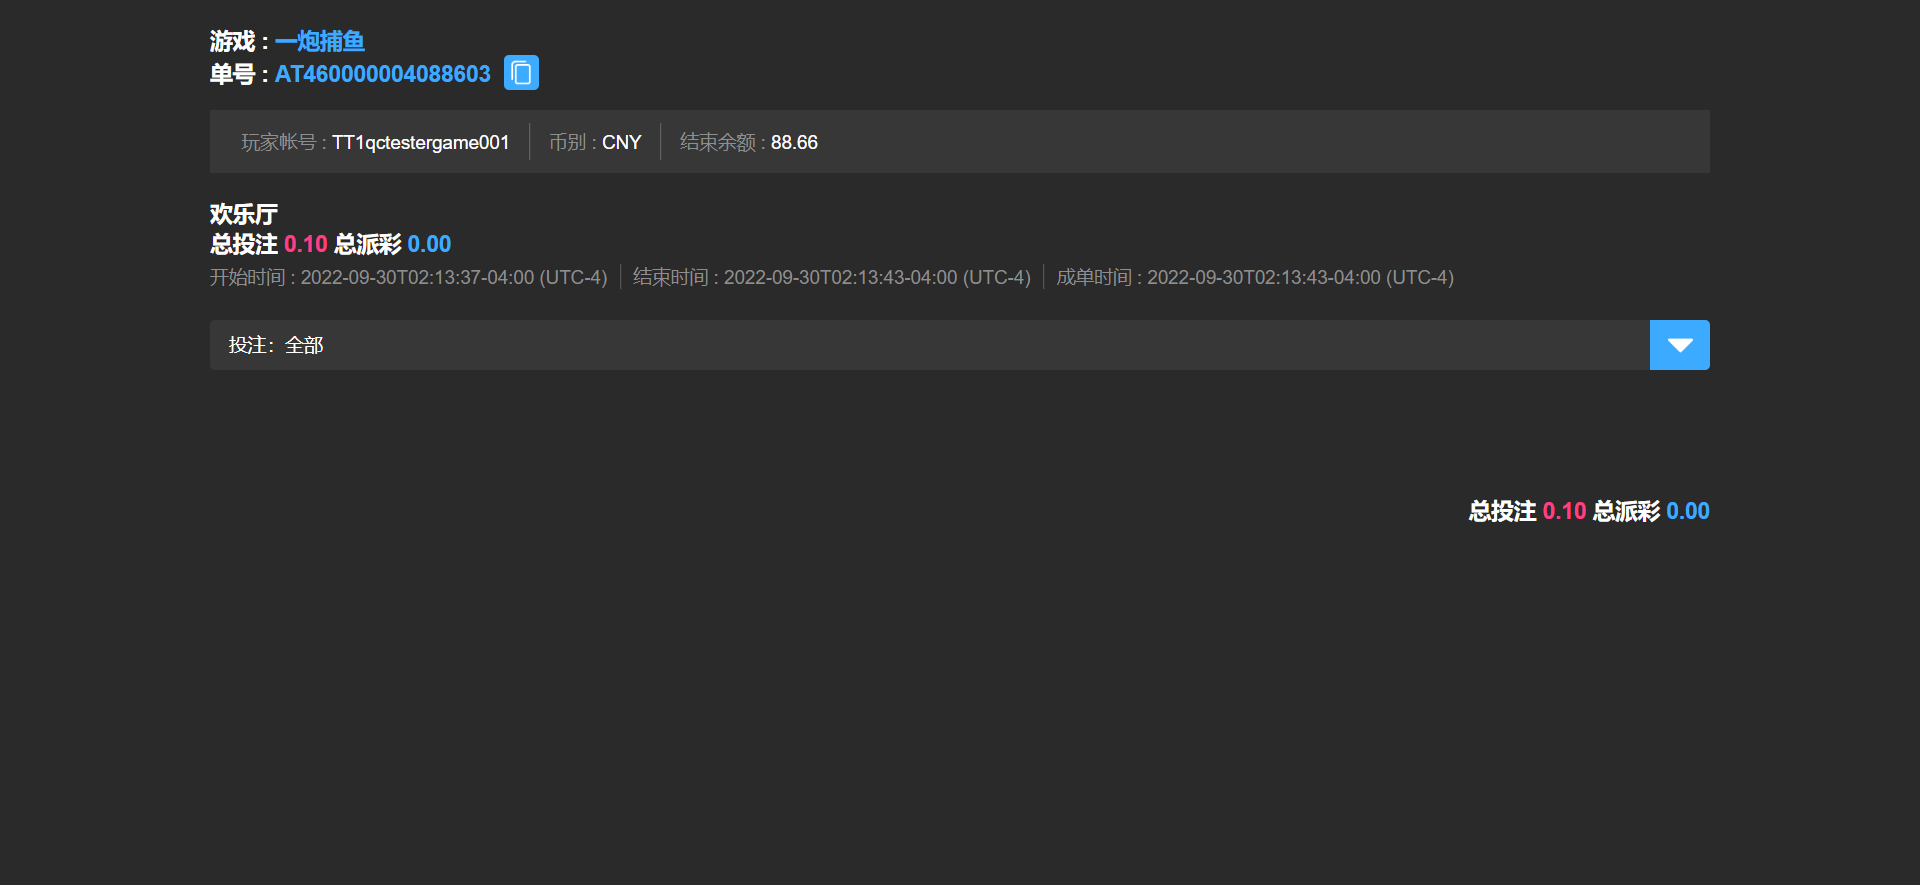 游戏 : 一炮捕鱼
单号 : AT460000004088603
玩家帐号 : TT1qctestergame001 币别 : CNY 结束余额 : 88.66
欢乐厅
总投注 0.10 总派彩 0.00
开始时间 : 2022-09-30T02:13:37-04:00 (UTC-4) 结束时间 : 2022-09-30T02:13:43-04:00 (UTC-4) 成单时间 : 2022-09-30T02:13:43-04:00 (UTC-4)
投注：全部
总投注 0.10 总派彩 0.00